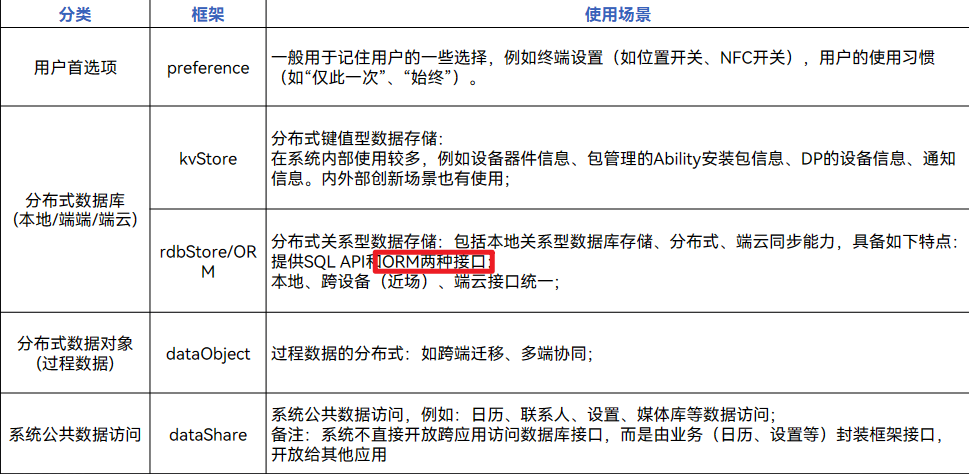 分类 框架 使用场景
用户首选项 preference 一般用于记住用户的一些选择，例如终端设置（如位置开关、NFC开关），用户的使用习惯
（如“仅此一次”、“始终”）。
分布式数据库
(本地/端端/端云)
kvStore
分布式键值型数据存储：
在系统内部使用较多，例如设备器件信息、包管理的Ability安装包信息、DP的设备信息、通知
信息。内外部创新场景也有使用；
rdbStore/OR
M
分布式关系型数据存储：包括本地关系型数据库存储、分布式、端云同步能力，具备如下特点：
提供SQL API和ORM两种接口；
本地、跨设备（近场）、端云接口统一；
分布式数据对象
(过程数据)
dataObject 过程数据的分布式：如跨端迁移、多端协同；
系统公共数据访问 dataShare
系统公共数据访问，例如：日历、联系人、设置、媒体库等数据访问；
备注：系统不直接开放跨应用访问数据库接口，而是由业务（日历、设置等）封装框架接口，
开放给其他应用